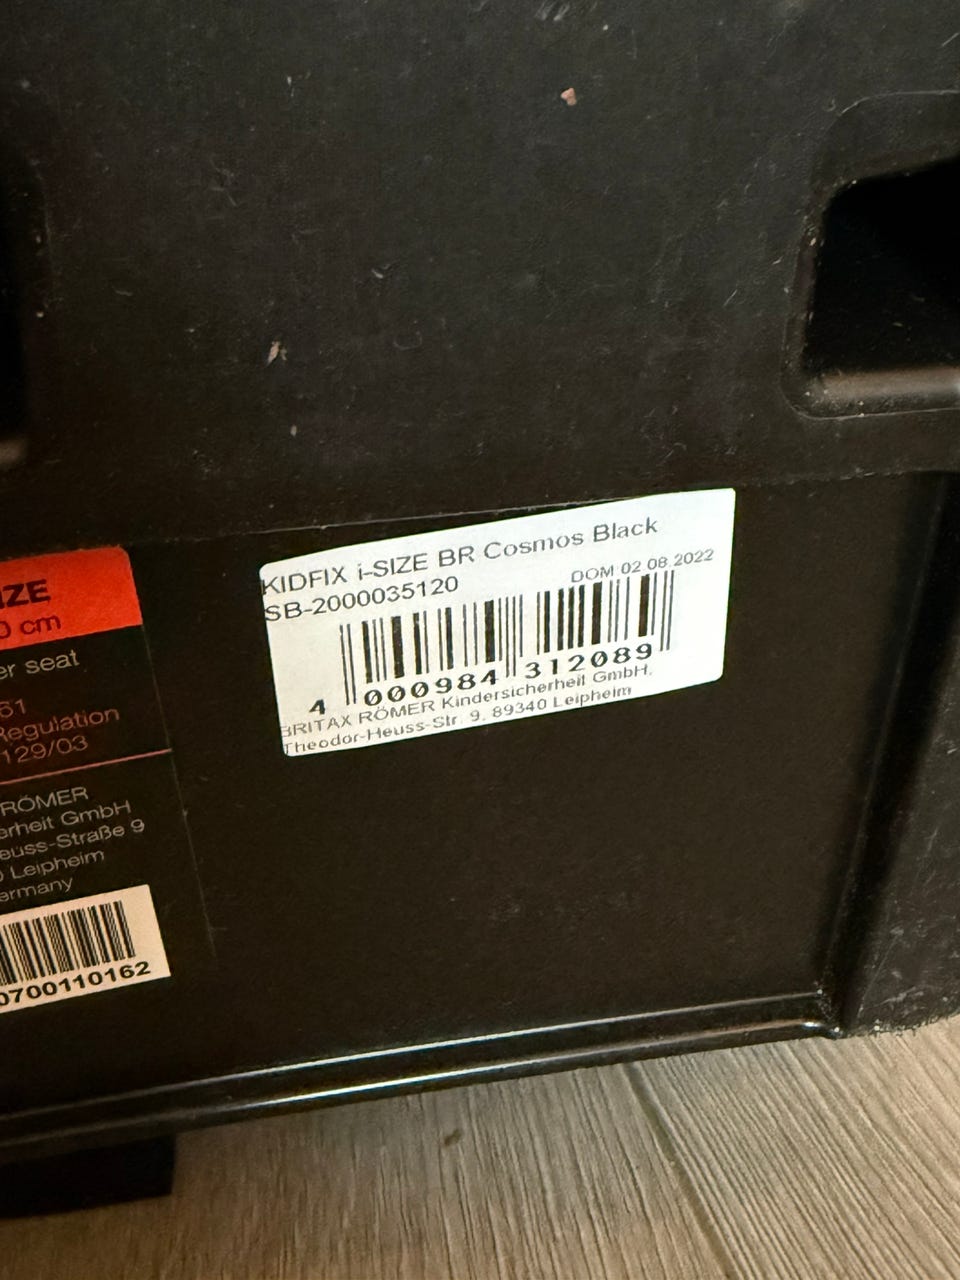 KIDFIX i-SIZE BR Cosmos Black
SB-2000035120
DOM 02.08.2022
4 000984 312089
BRITAX RÖMER Kindersicherheit GmbH,
Theodor-Heuss-Str. 9, 89340 Leipheim
IZE
0 cm
er seat
61
Regulation
129/03
RÖMER
erheit GmbH
euss-Straße 9
0 Leipheim
ermany
0700110162